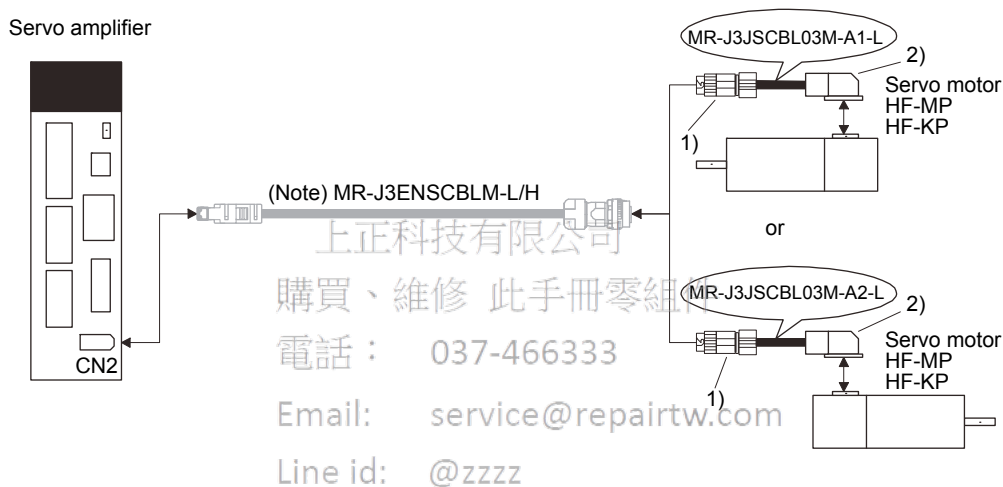 Servo amplifier
CN2
(Note) MR-J3ENSCBLM-L/H
MR-J3JSCBL03M-A1-L
2)
Servo motor
HF-MP
HF-KP
1)
or
MR-J3JSCBL03M-A2-L
2)
Servo motor
HF-MP
HF-KP
1)
上正科技有限公司
購買、維修 此手冊零組件
電話： 037-466333
Email: service@repairtw.com
Line id: @zzzz